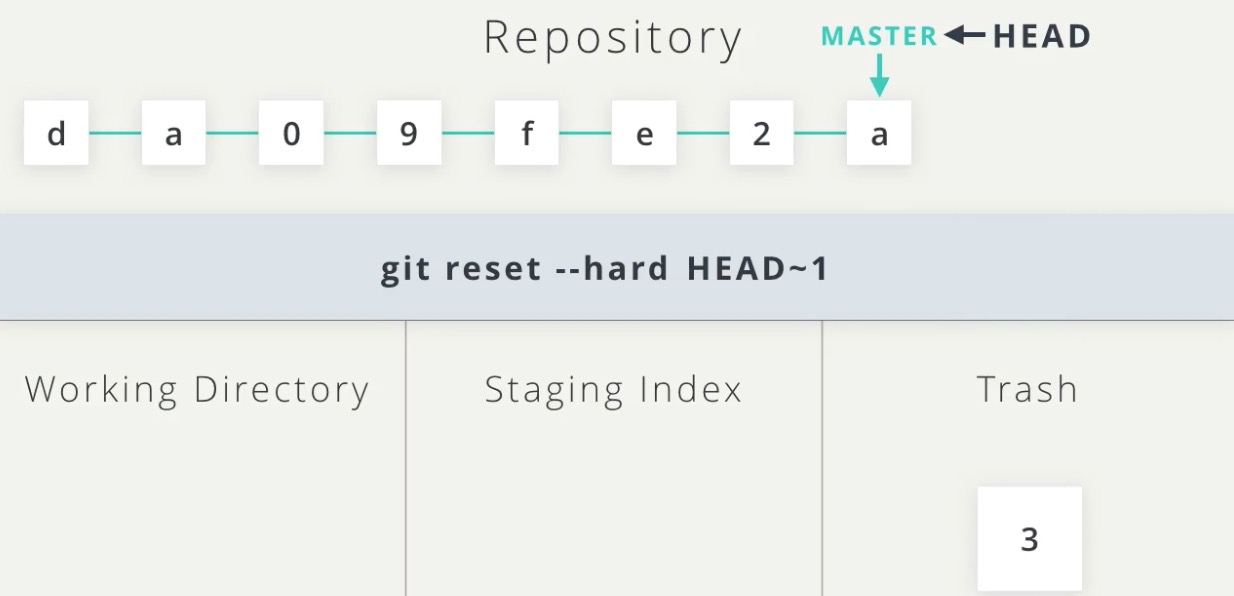 Repository
MASTER HEAD
d a 0 9 f e 2 a
git reset --hard HEAD~1
Working Directory
Staging Index
Trash
3